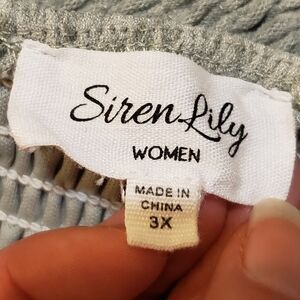 Siren Lily
WOMEN
MADE IN
CHINA
3X